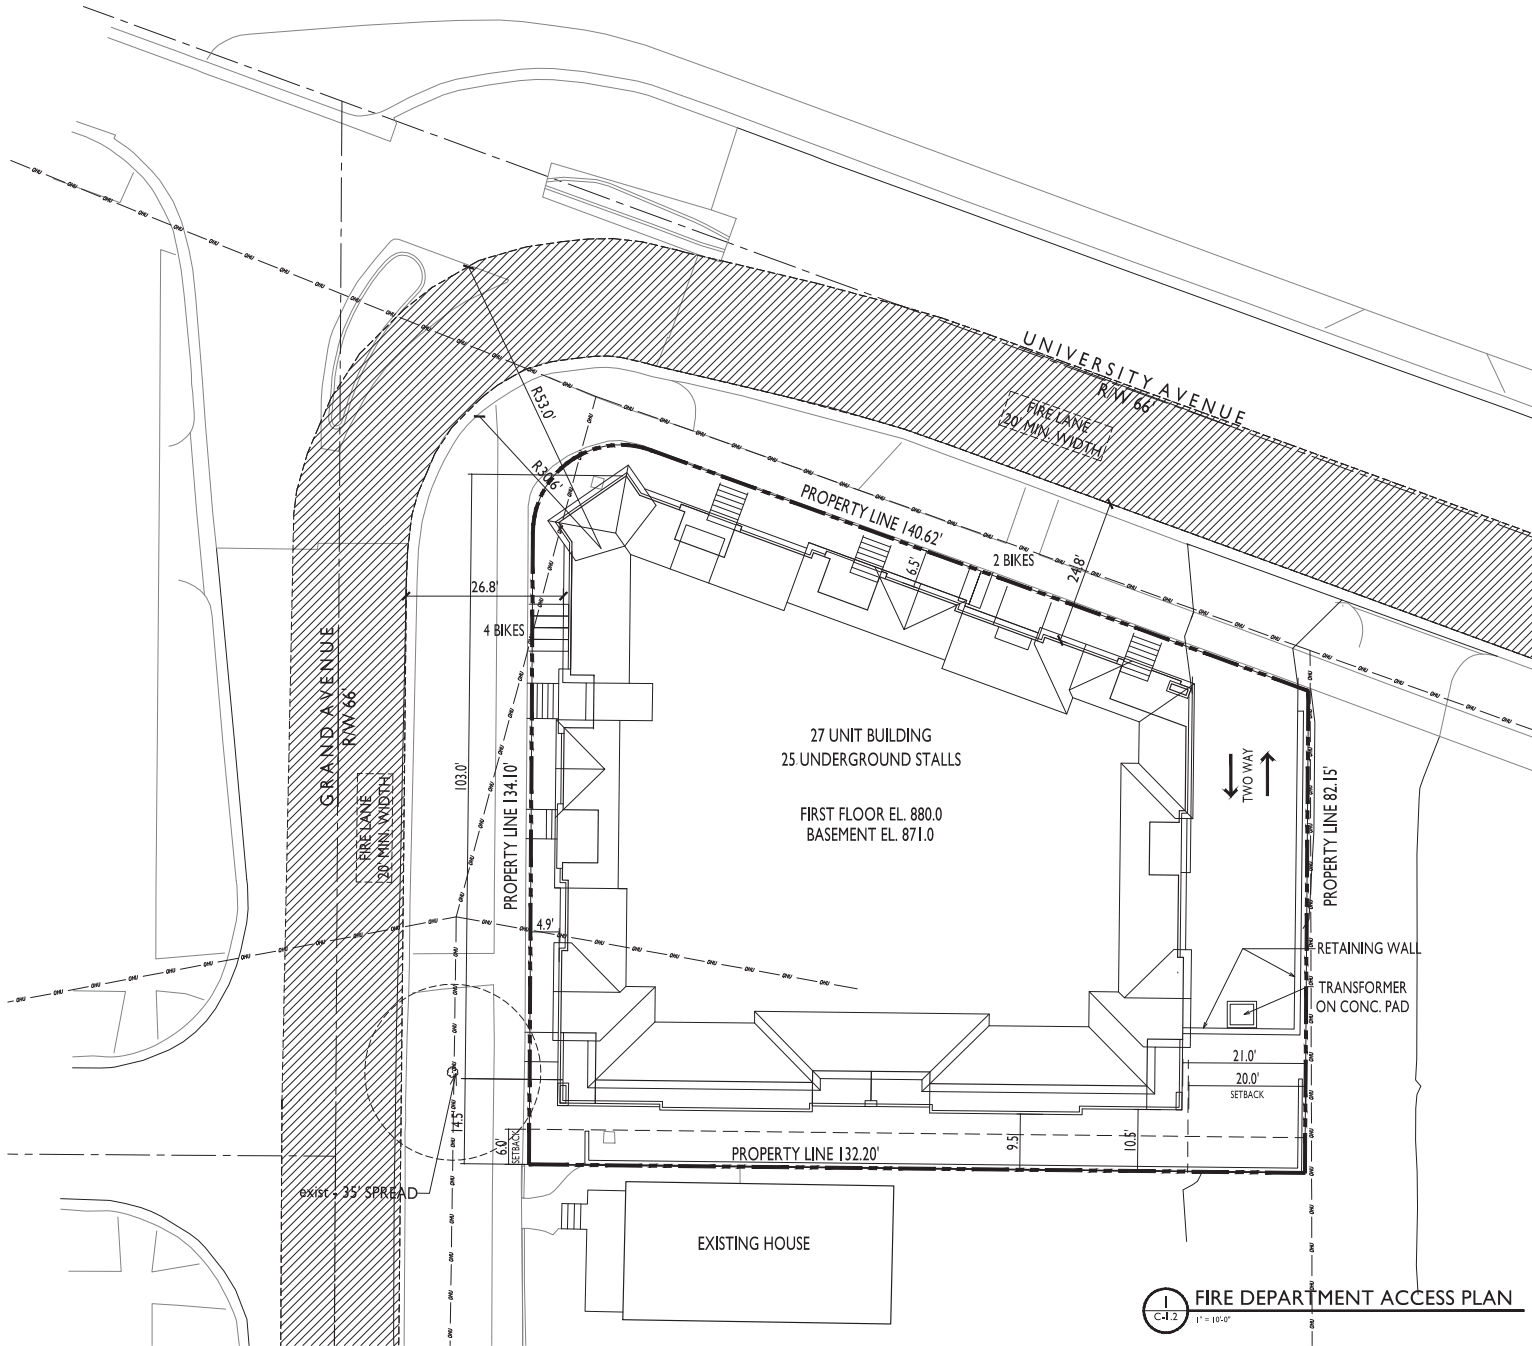 UNIVERSITY AVENUE
R/W 66'
FIRE LANE
20' MIN. WIDTH
R53.0'
R30.6'
PROPERTY LINE 140.62'
2 BIKES
6.5'
24.8'
26.8'
4 BIKES
GRAND AVENUE
R/W 66'
FIRE LANE
20' MIN. WIDTH
103.0'
PROPERTY LINE 134.10'
27 UNIT BUILDING
25 UNDERGROUND STALLS
FIRST FLOOR EL. 880.0
BASEMENT EL. 871.0
TWO WAY
PROPERTY LINE 82.15'
4.9'
RETAINING WALL
TRANSFORMER
ON CONC. PAD
21.0'
20.0'
SETBACK
14.5'
6.0'
SETBACK
9.5'
10.5'
PROPERTY LINE 132.20'
exist - 35' SPREAD
EXISTING HOUSE
1
C-1.2
FIRE DEPARTMENT ACCESS PLAN
1" = 10'-0"
OHU